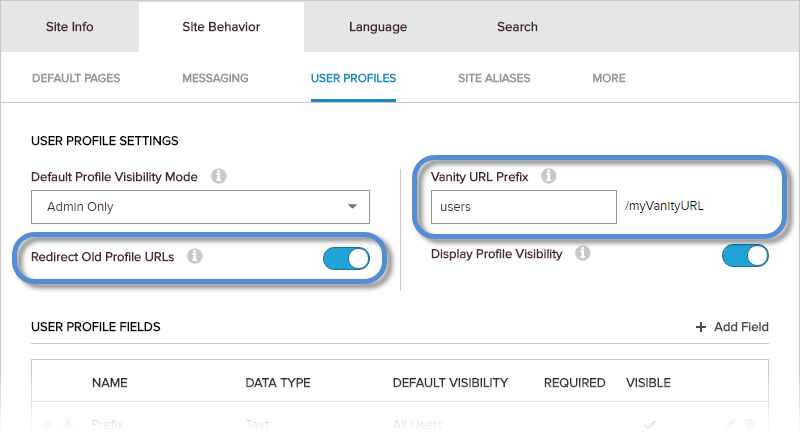 Site Info Site Behavior Language Search
DEFAULT PAGES MESSAGING USER PROFILES SITE ALIASES MORE
USER PROFILE SETTINGS
Default Profile Visibility Mode
Admin Only
Redirect Old Profile URLs
Vanity URL Prefix
users /myVanityURL
Display Profile Visibility
USER PROFILE FIELDS + Add Field
NAME DATA TYPE DEFAULT VISIBILITY REQUIRED VISIBLE
Prefix Text All Users